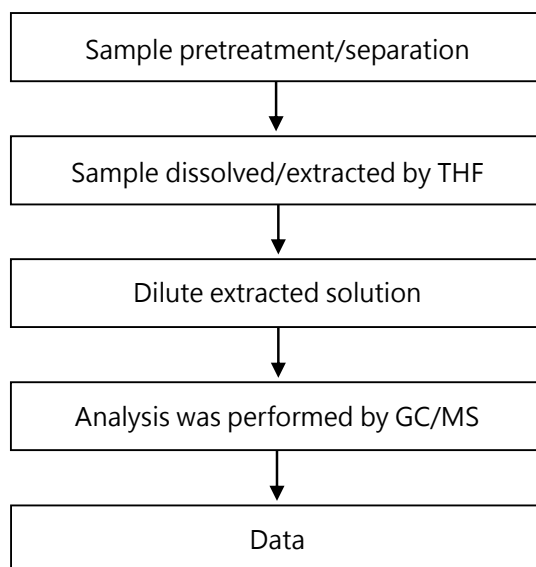 Sample pretreatment/separation
Sample dissolved/extracted by THF
Dilute extracted solution
Analysis was performed by GC/MS
Data